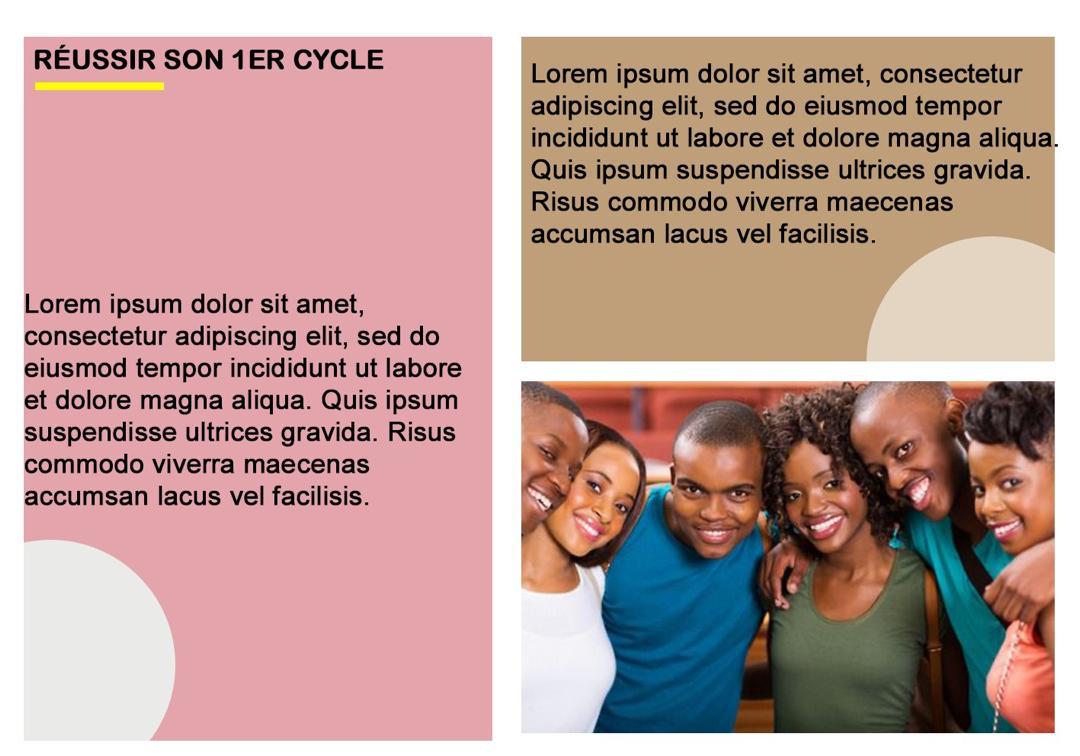 RÉUSSIR SON 1ER CYCLE
Lorem ipsum dolor sit amet,
consectetur adipiscing elit, sed do
eiusmod tempor incididunt ut labore
et dolore magna aliqua. Quis ipsum
suspendisse ultrices gravida. Risus
commodo viverra maecenas
accumsan lacus vel facilisis.
Lorem ipsum dolor sit amet, consectetur
adipiscing elit, sed do eiusmod tempor
incididunt ut labore et dolore magna aliqua.
Quis ipsum suspendisse ultrices gravida.
Risus commodo viverra maecenas
accumsan lacus vel facilisis.